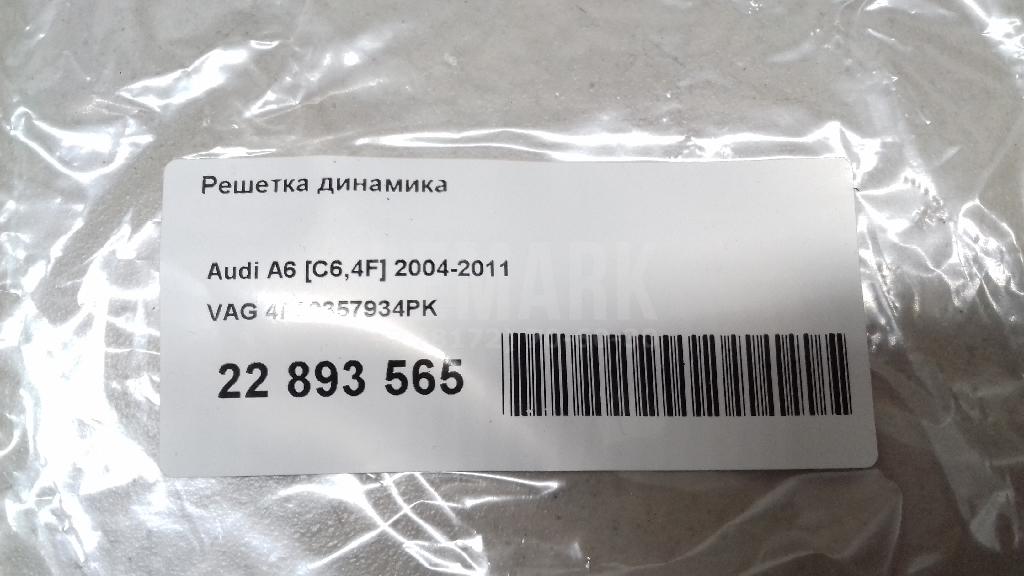 Решетка динамика
Audi A6 [C6,4F] 2004-2011
VAG
22 893 565